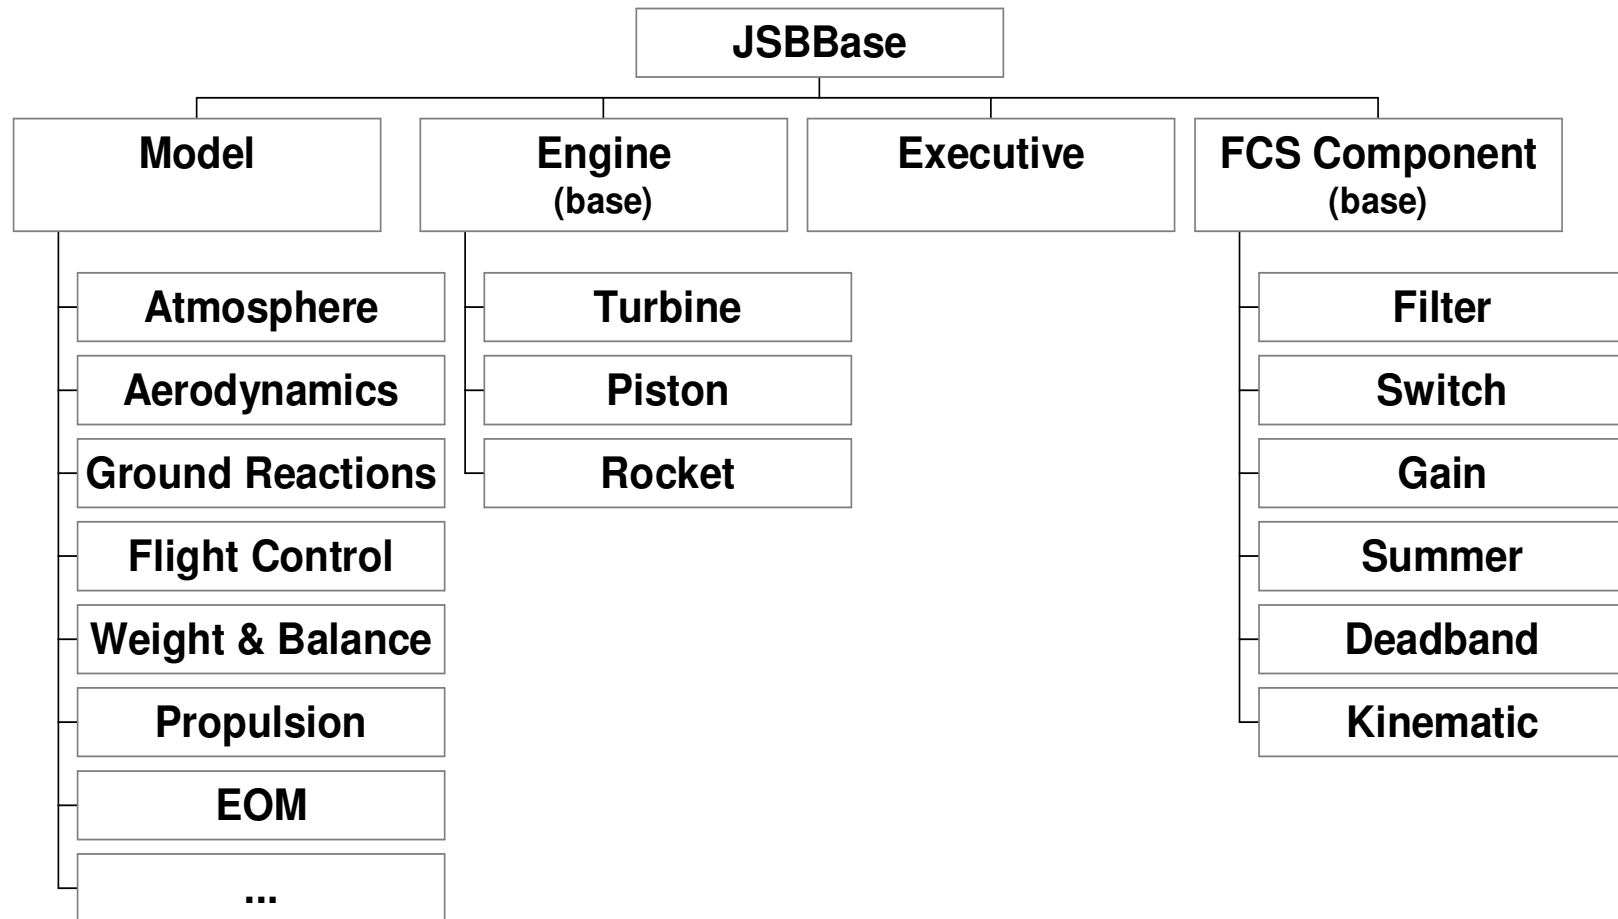 JSBBase
Model
Engine
(base)
Executive
FCS Component
(base)
Atmosphere
Aerodynamics
Ground Reactions
Flight Control
Weight & Balance
Propulsion
EOM
...
Turbine
Piston
Rocket
Filter
Switch
Gain
Summer
Deadband
Kinematic